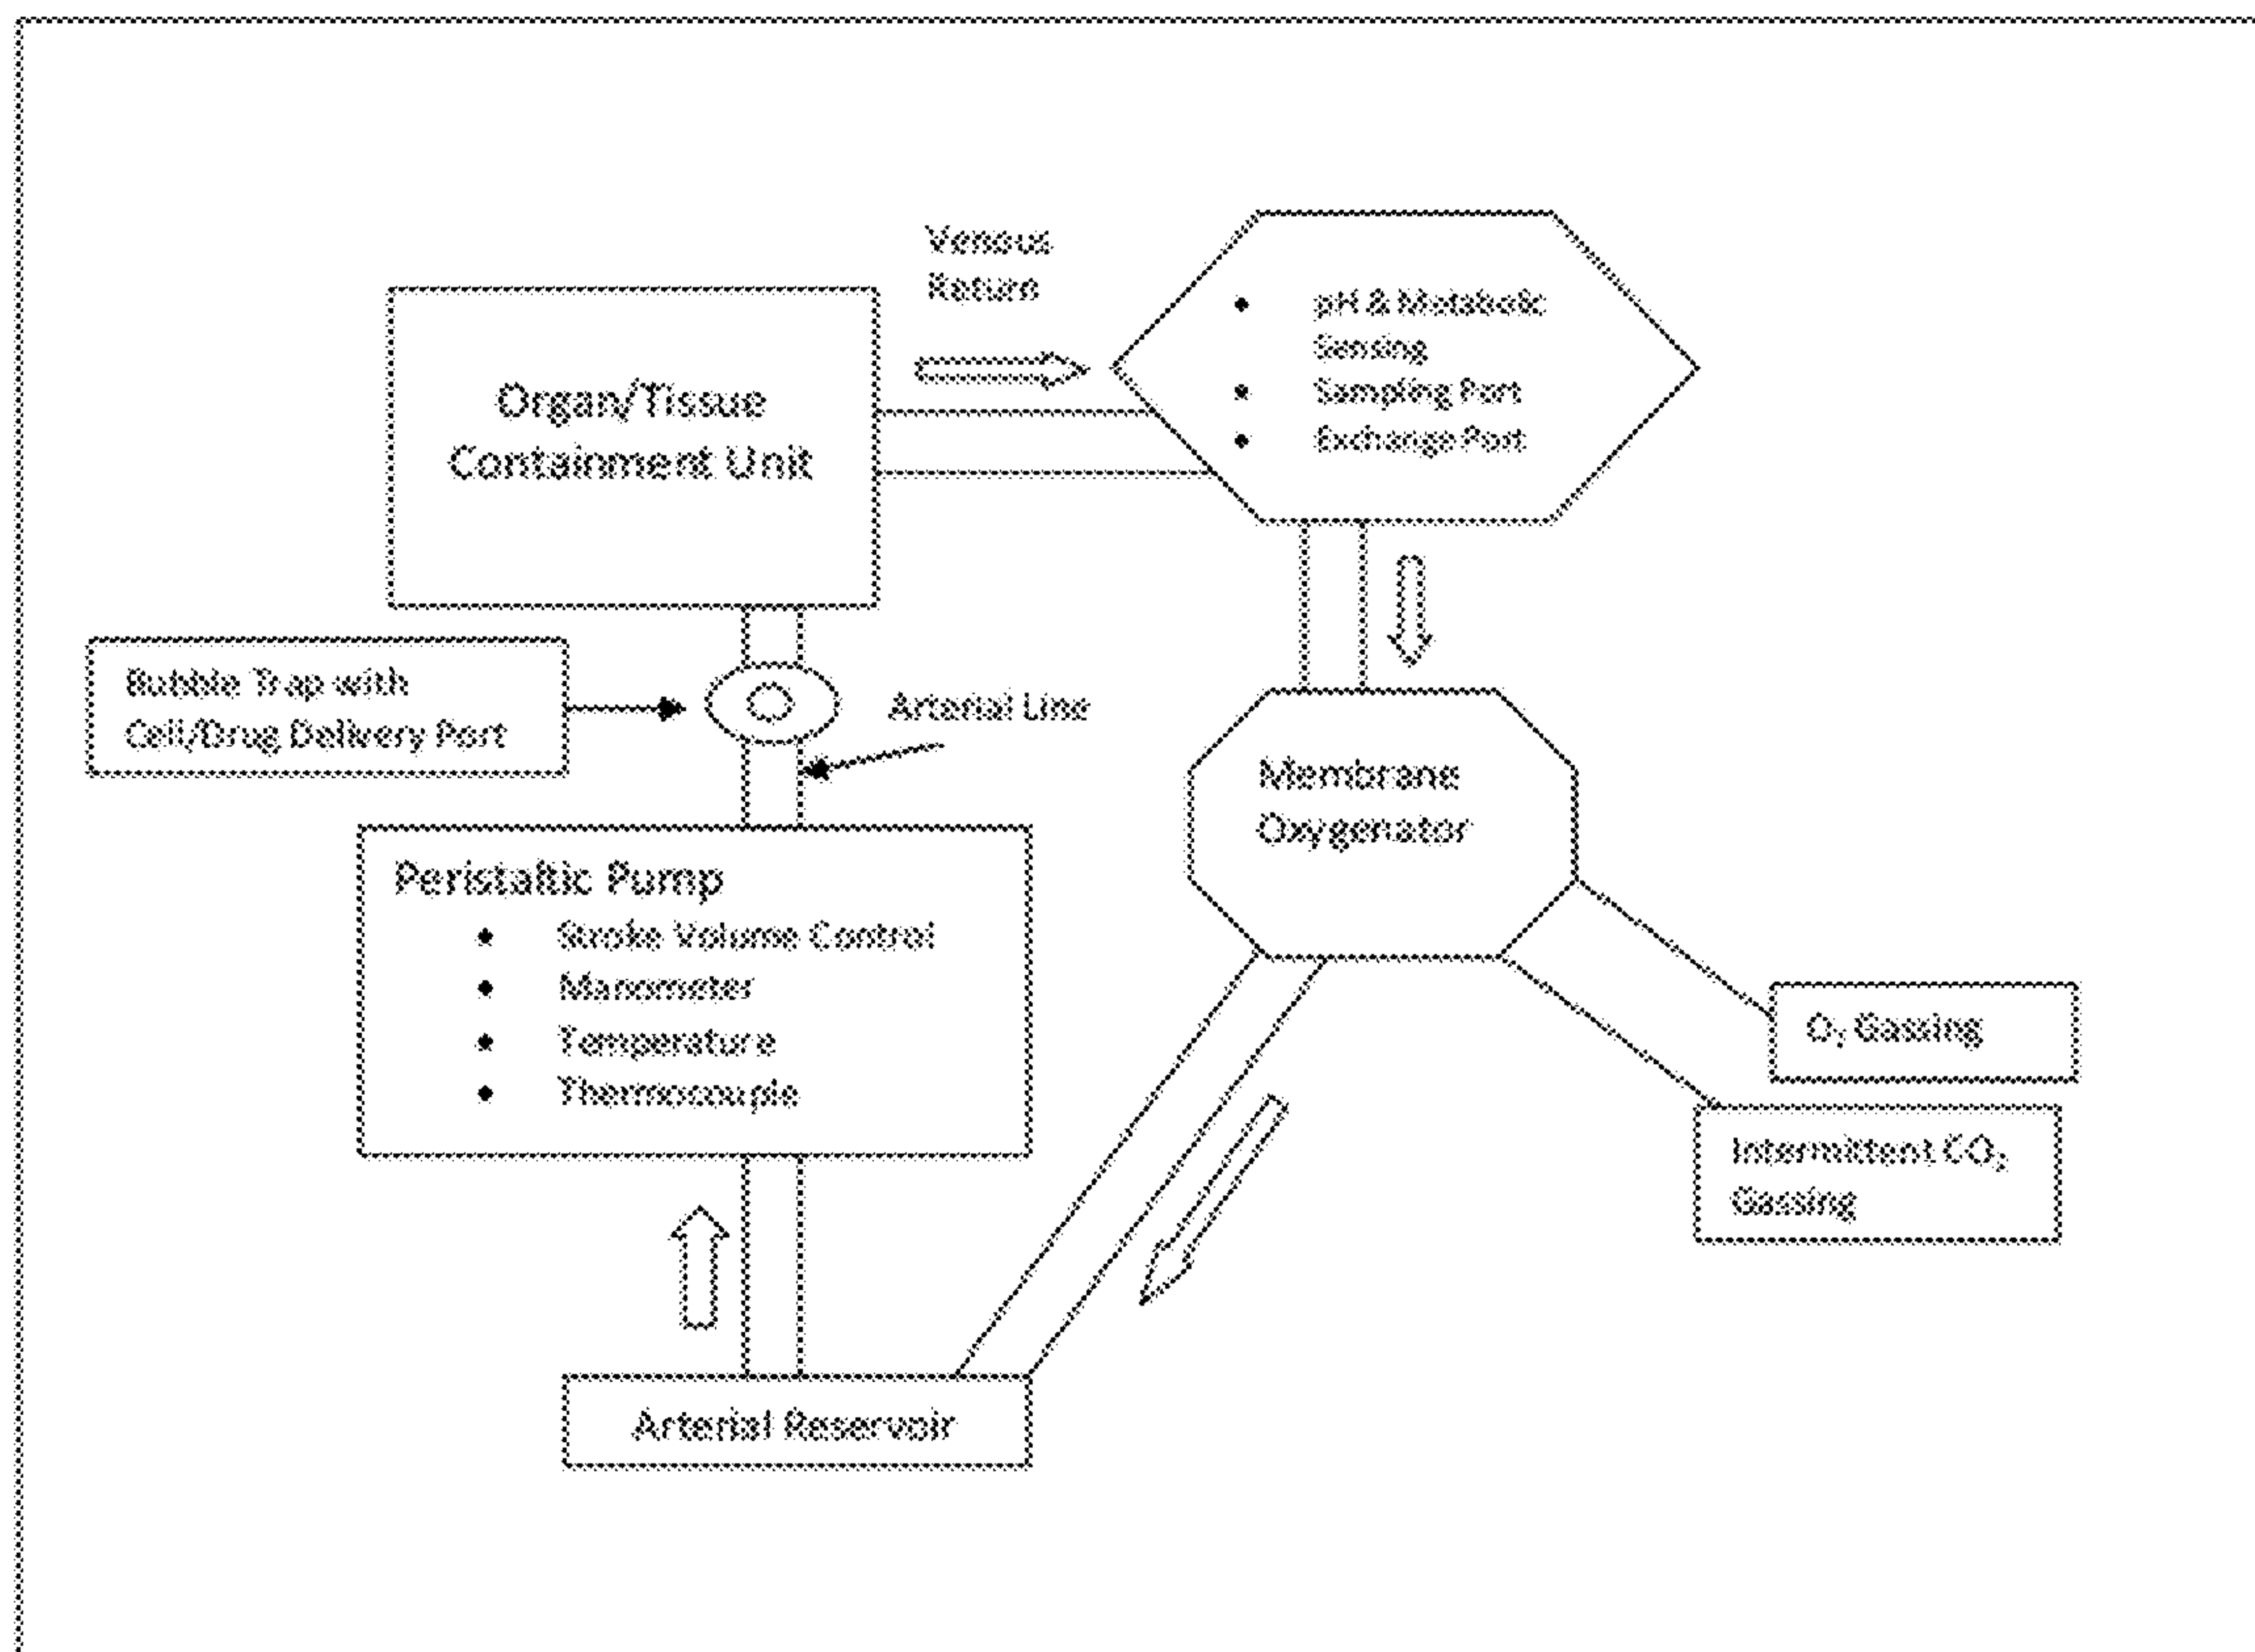 Venous
Return
Organ/Tissue
Containment Unit
• pH & Metabolic
Sensing
• Sampling Port
• Exchange Port
Bubble Trap with
Cell/Drug Delivery Port
Arterial Line
Membrane
Oxygenator
Peristaltic Pump
• Stroke Volume Control
• Manometer
• Temperature
• Thermocouple
O₂ Gassing
Intermittent CO₂
Gassing
Arterial Reservoir